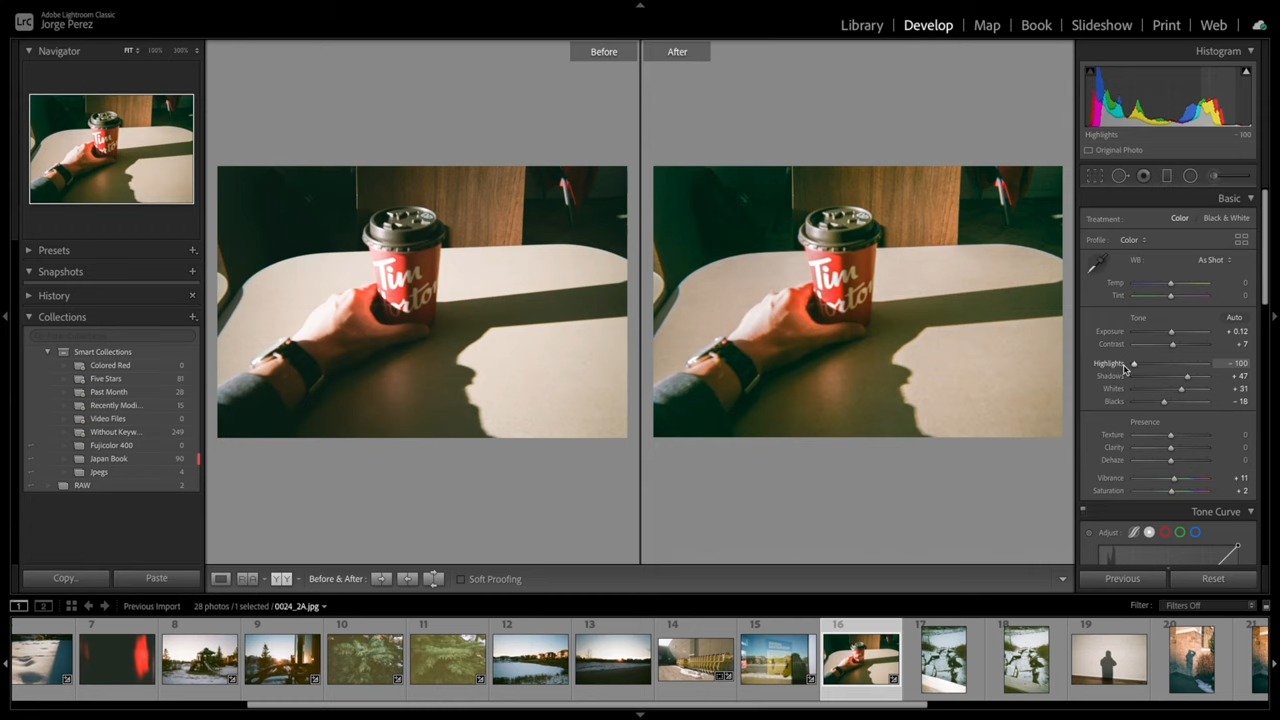 Adobe Lightroom Classic
LrC Jorge Perez
Library | Develop | Map | Book | Slideshow | Print | Web
Navigator FIT 100% 300%
Before After
Histogram
Tim
orton
Tim
orton
Highlights - 100
Original Photo
Basic
Treatment : Color Black & White
Profile : Color
WB : As Shot
Temp 0
Tint 0
Tone Auto
Exposure + 0.12
Contrast + 7
Highlights - 100
Shadows + 47
Whites + 31
Blacks - 18
Presence
Texture 0
Clarity 0
Dehaze 0
Vibrance + 11
Saturation + 2
Tone Curve
Adjust :
Presets
Snapshots
History
Collections
Smart Collections
Colored Red 0
Five Stars 81
Past Month 28
Recently Modi... 15
Video Files 0
Without Keyw... 249
Fujicolor 400 0
Japan Book 90
Jpegs 4
RAW 2
Copy... Paste
Before & After : Soft Proofing
Previous Reset
1 2 Previous Import 28 photos / 1 selected / 0024_2A.jpg
Filter : Filters Off
7 8 9 10 11 11 12 13 14 15 16 17 18 19 20 21